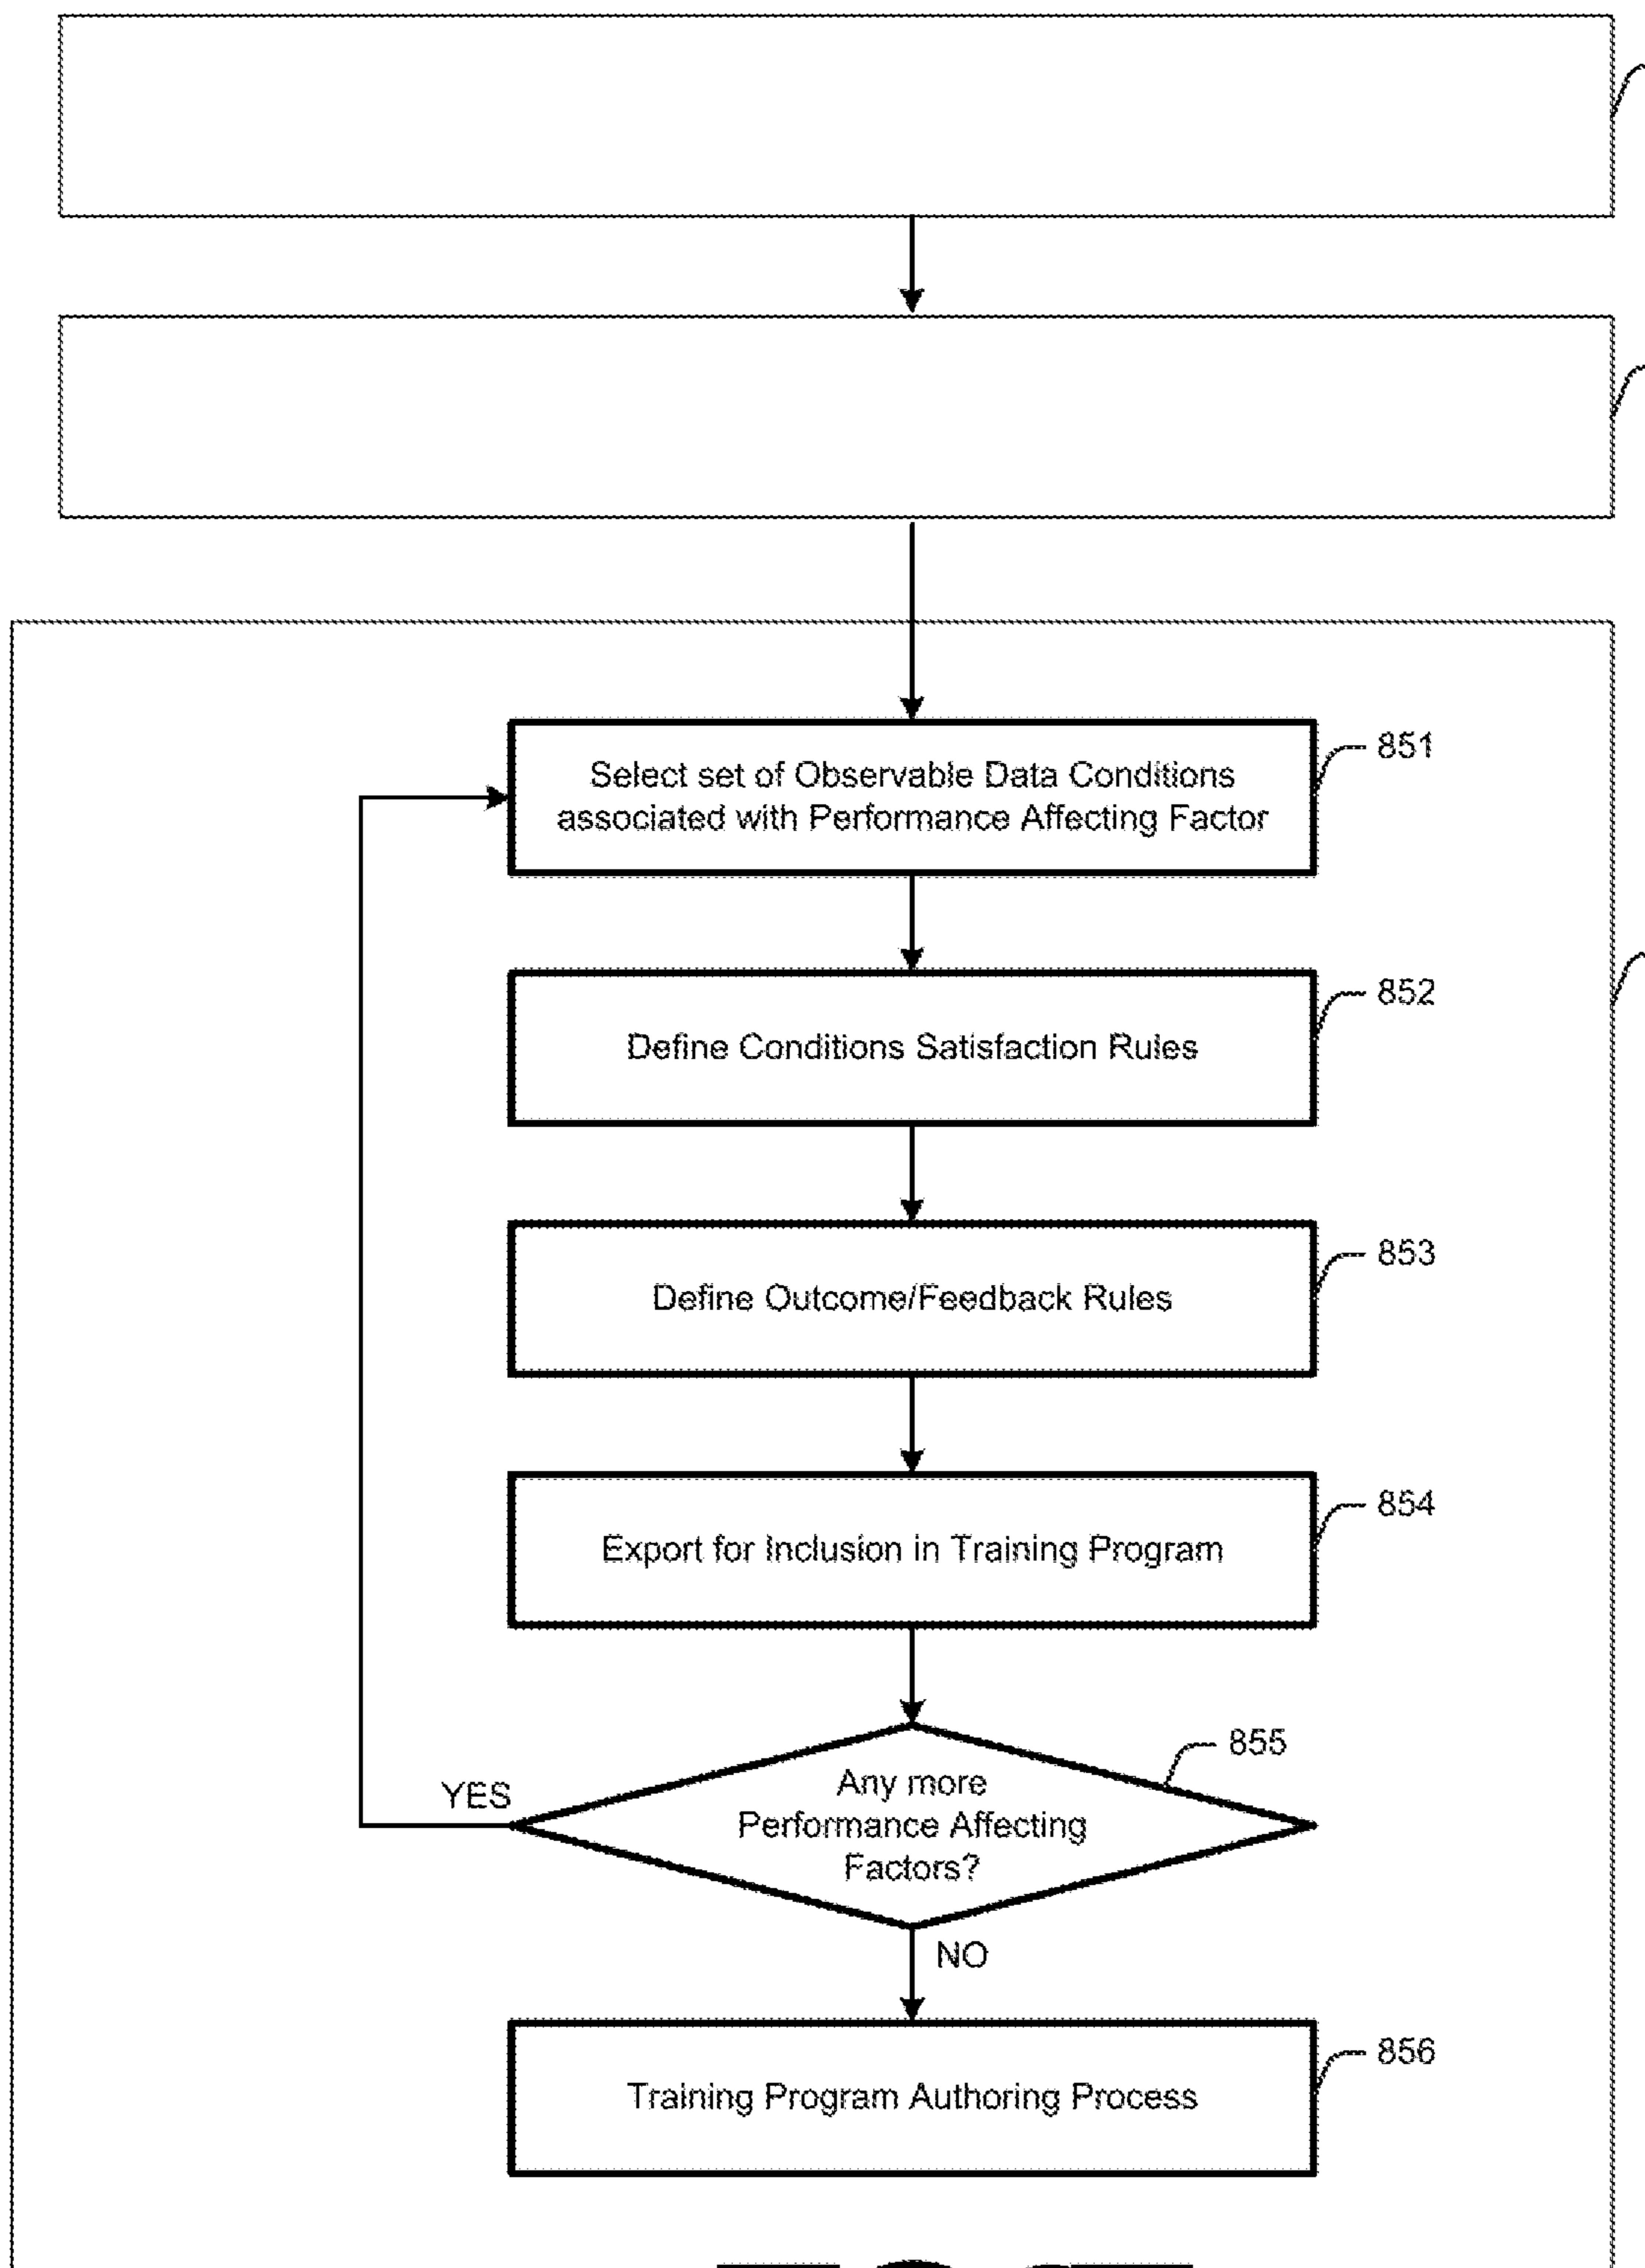 851
Select set of Observable Data Conditions
associated with Performance Affecting Factor
852
Define Conditions Satisfaction Rules
853
Define Outcome/Feedback Rules
854
Export for Inclusion in Training Program
855
Any more
Performance Affecting
Factors?
YES
NO
856
Training Program Authoring Process